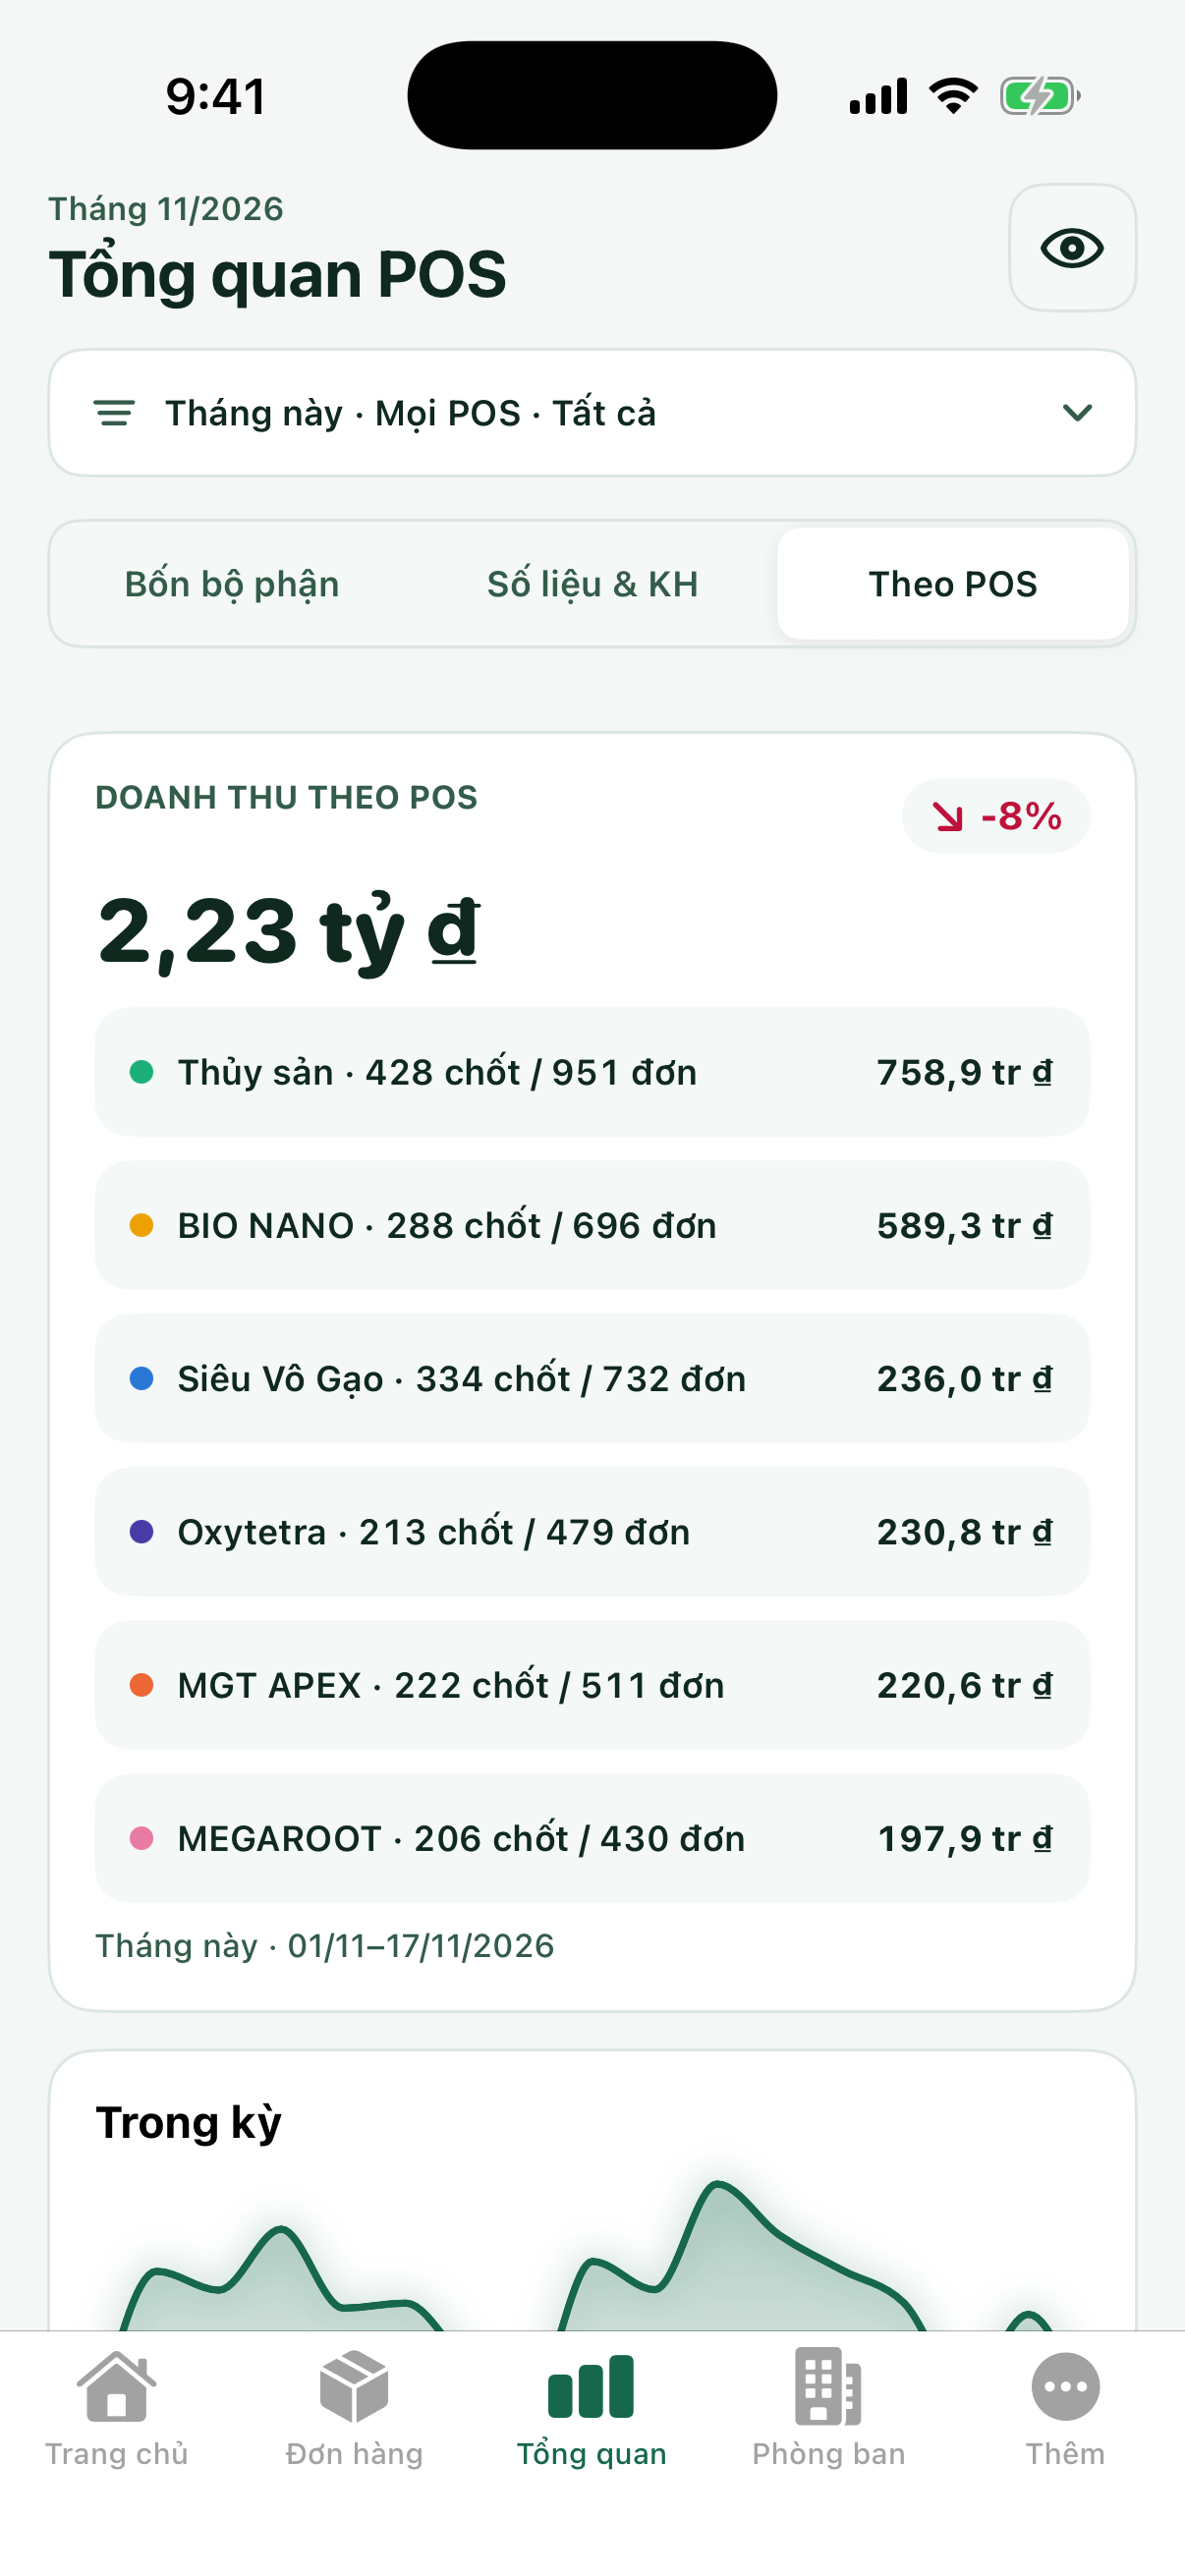 9:41
Tháng 11/2026
Tổng quan POS
Tháng này · Mọi POS · Tất cả
Bốn bộ phận
Số liệu & KH
Theo POS
DOANH THU THEO POS
-8%
2,23 tỷ ₫
Thủy sản · 428 chốt / 951 đơn
758,9 tr ₫
BIO NANO · 288 chốt / 696 đơn
589,3 tr ₫
Siêu Vô Gạo · 334 chốt / 732 đơn
236,0 tr ₫
Oxytetra · 213 chốt / 479 đơn
230,8 tr ₫
MGT APEX · 222 chốt / 511 đơn
220,6 tr ₫
MEGAROOT · 206 chốt / 430 đơn
197,9 tr ₫
Tháng này · 01/11–17/11/2026
Trong kỳ
Trang chủ
Đơn hàng
Tổng quan
Phòng ban
Thêm